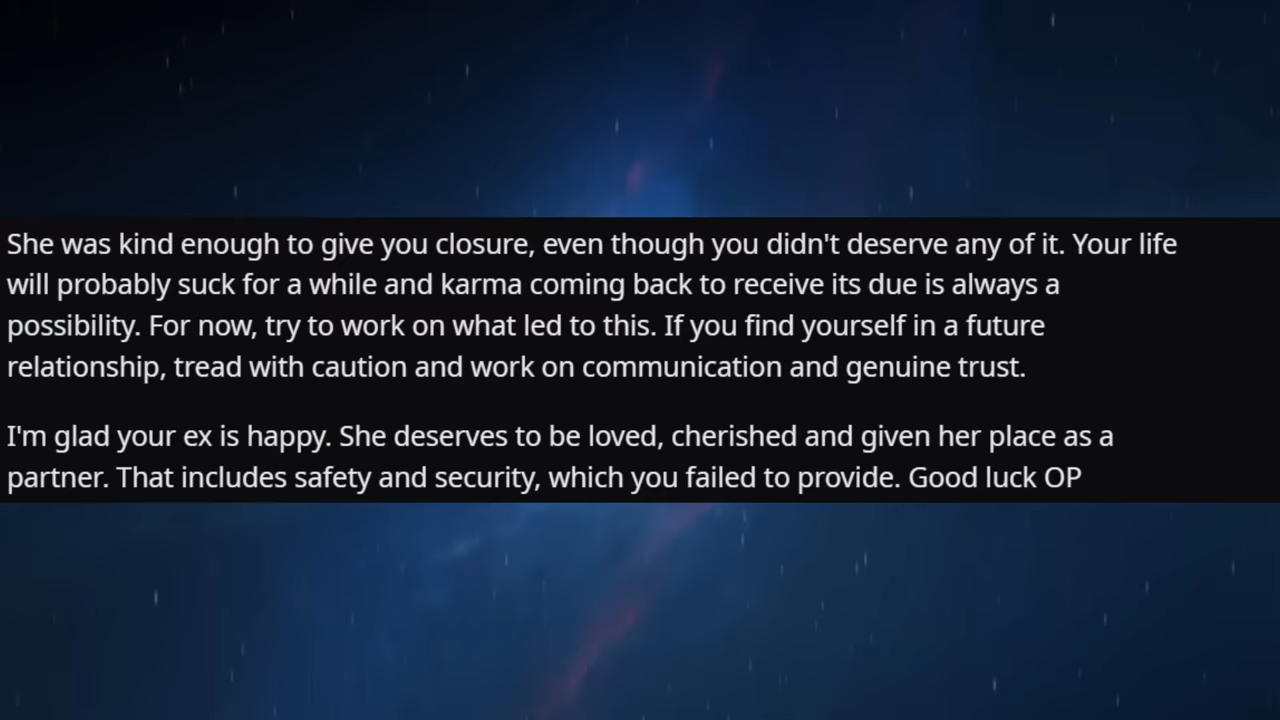 She was kind enough to give you closure, even though you didn't deserve any of it. Your life
will probably suck for a while and karma coming back to receive its due is always a
possibility. For now, try to work on what led to this. If you find yourself in a future
relationship, tread with caution and work on communication and genuine trust.
I'm glad your ex is happy. She deserves to be loved, cherished and given her place as a
partner. That includes safety and security, which you failed to provide. Good luck OP